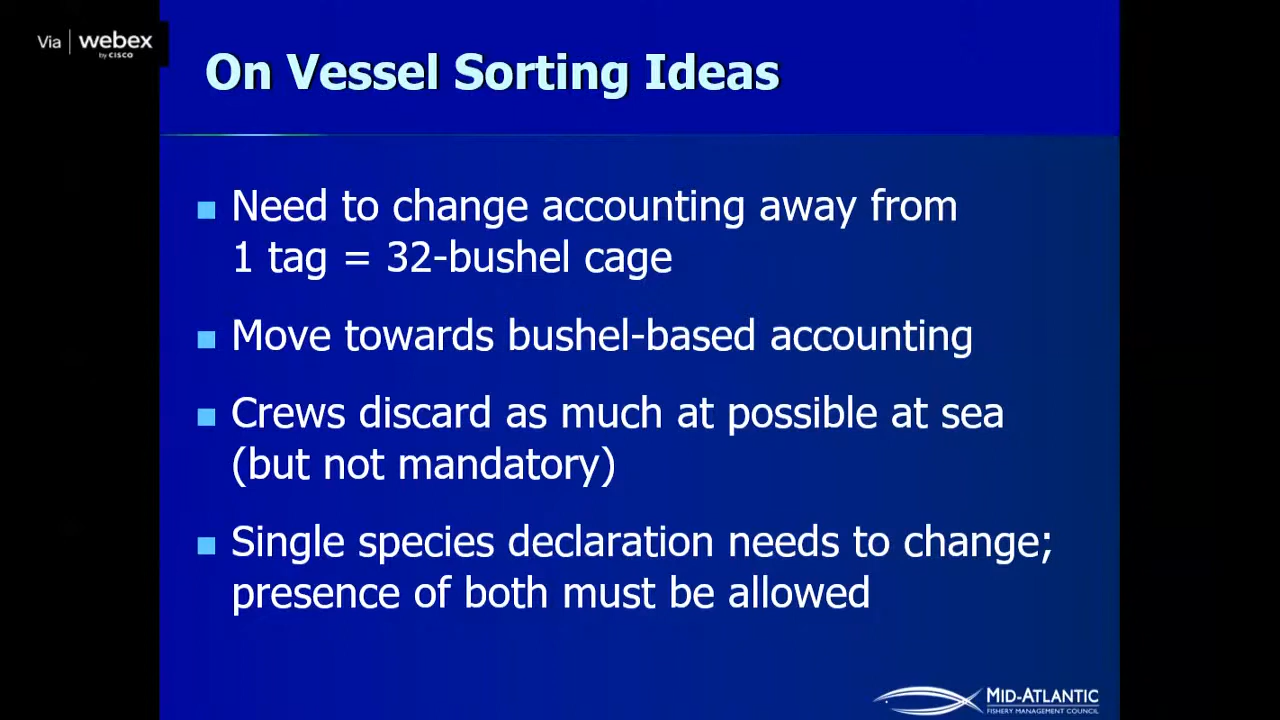 Via | webex
by CISCO
On Vessel Sorting Ideas
Need to change accounting away from
1 tag = 32-bushel cage
Move towards bushel-based accounting
Crews discard as much at possible at sea
(but not mandatory)
Single species declaration needs to change;
presence of both must be allowed
MID-ATLANTIC
FISHERY MANAGEMENT COUNCIL